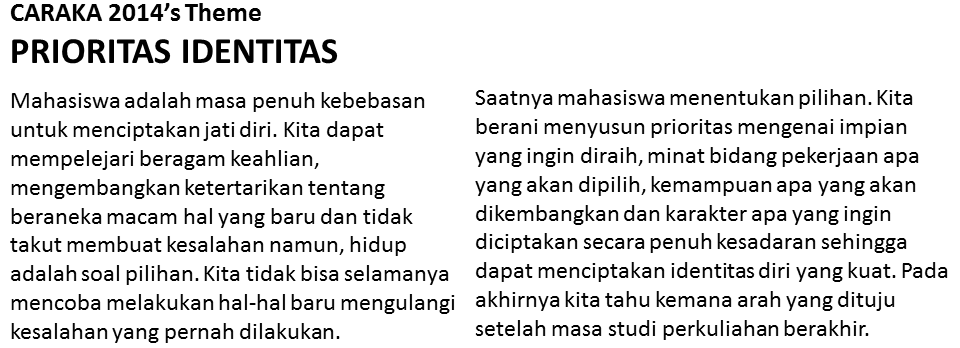 CARAKA 2014's Theme
PRIORITAS IDENTITAS
Mahasiswa adalah masa penuh kebebasan
untuk menciptakan jati diri. Kita dapat
mempelejari beragam keahlian,
mengembangkan ketertarikan tentang
beraneka macam hal yang baru dan tidak
takut membuat kesalahan namun, hidup
adalah soal pilihan. Kita tidak bisa selamanya
mencoba melakukan hal-hal baru mengulangi
kesalahan yang pernah dilakukan.
Saatnya mahasiswa menentukan pilihan. Kita
berani menyusun prioritas mengenai impian
yang ingin diraih, minat bidang pekerjaan apa
yang akan dipilih, kemampuan apa yang akan
dikembangkan dan karakter apa yang ingin
diciptakan secara penuh kesadaran sehingga
dapat menciptakan identitas diri yang kuat. Pada
akhirnya kita tahu kemana arah yang dituju
setelah masa studi perkuliahan berakhir.